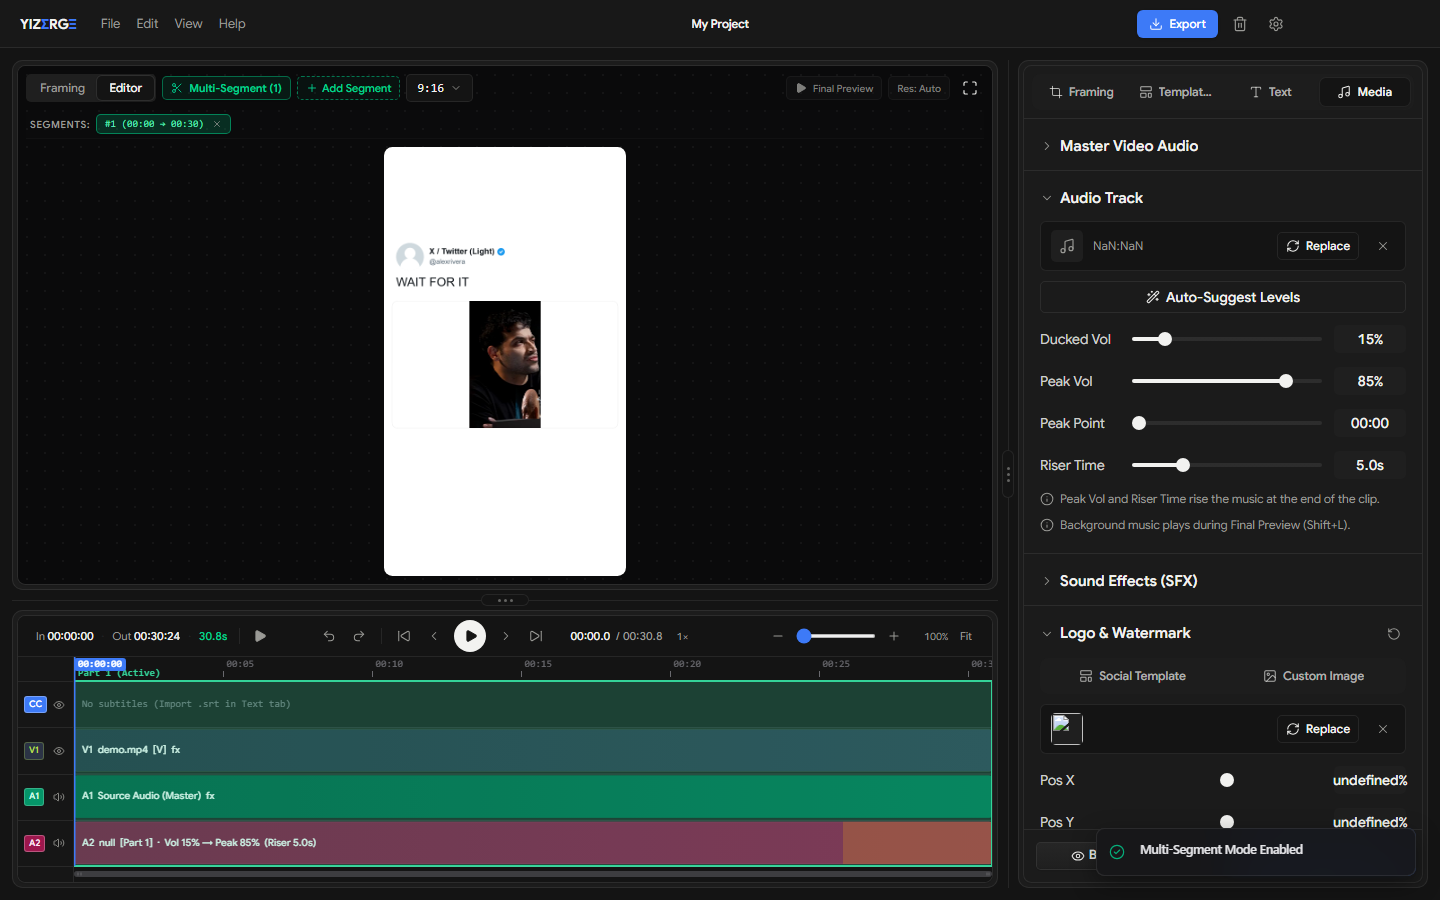 YIZERGE File Edit View Help My Project Export
Framing Editor Multi-Segment (1) + Add Segment 9:16 Final Preview Res: Auto
SEGMENTS: #1 (00:00 → 00:30) ×
X / Twitter (Light)
@alexrivera
WAIT FOR IT
In 00:00:00 Out 00:30:24 30.8s 00:00.0 / 00:30.8 1× 100% Fit
00:00:00 00:05 00:10 00:15 00:20 00:25 00:3
Part 1 (Active)
CC No subtitles (Import .srt in Text tab)
V1 V1 demo.mp4 [V] fx
A1 A1 Source Audio (Master) fx
A2 A2 null [Part 1] · Vol 15% → Peak 85% (Riser 5.0s)
Framing Templat... Text Media
Master Video Audio
Audio Track
NaN:NaN Replace
Auto-Suggest Levels
Ducked Vol 15%
Peak Vol 85%
Peak Point 00:00
Riser Time 5.0s
Peak Vol and Riser Time rise the music at the end of the clip.
Background music plays during Final Preview (Shift+L).
Sound Effects (SFX)
Logo & Watermark
Social Template Custom Image
Replace
Pos X undefined%
Pos Y undefined%
Multi-Segment Mode Enabled